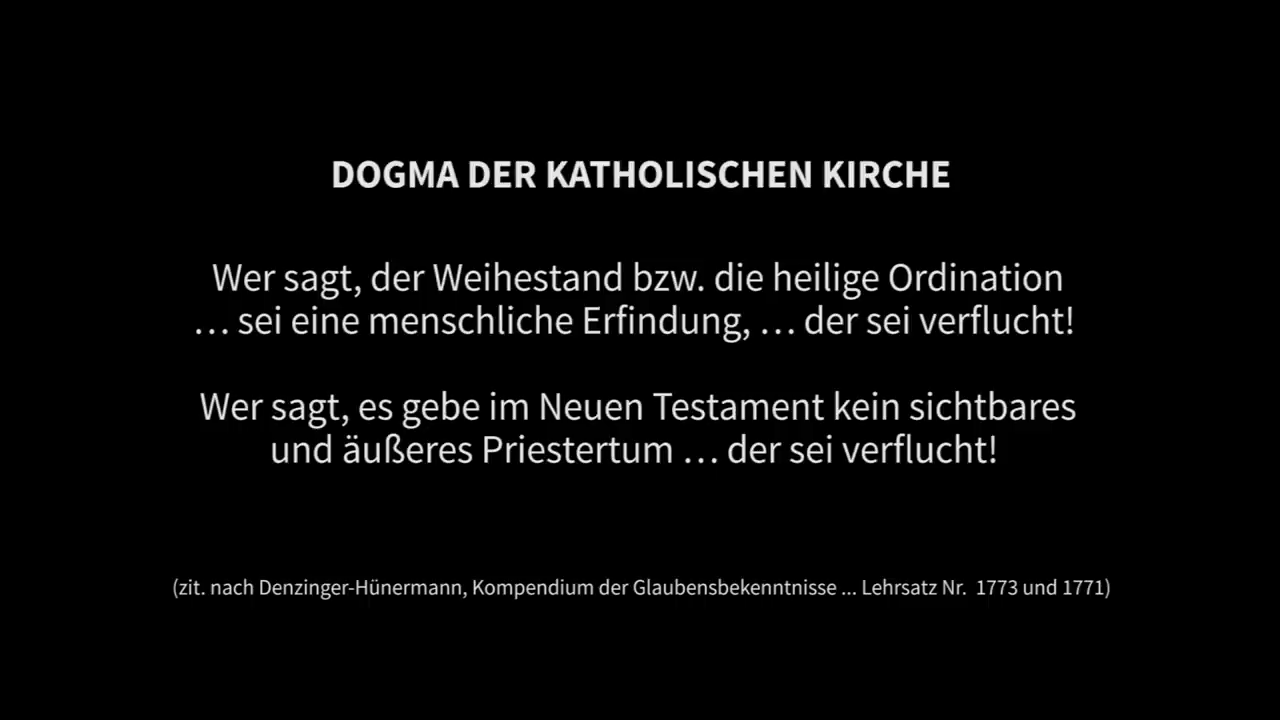 DOGMA DER KATHOLISCHEN KIRCHE
Wer sagt, der Weihestand bzw. die heilige Ordination
… sei eine menschliche Erfindung, … der sei verflucht!
Wer sagt, es gebe im Neuen Testament kein sichtbares
und äußeres Priestertum … der sei verflucht!
(zit. nach Denzinger-Hünermann, Kompendium der Glaubensbekenntnisse ... Lehrsatz Nr.  1773 und 1771)